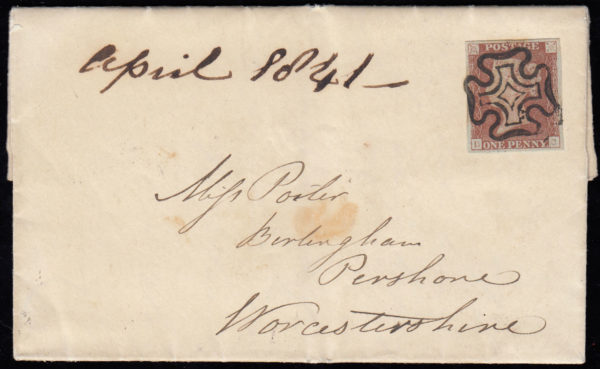 April 1841
POSTAGE
ONE PENNY
Miss Porter
Birlingham
Pershore
Worcestershire